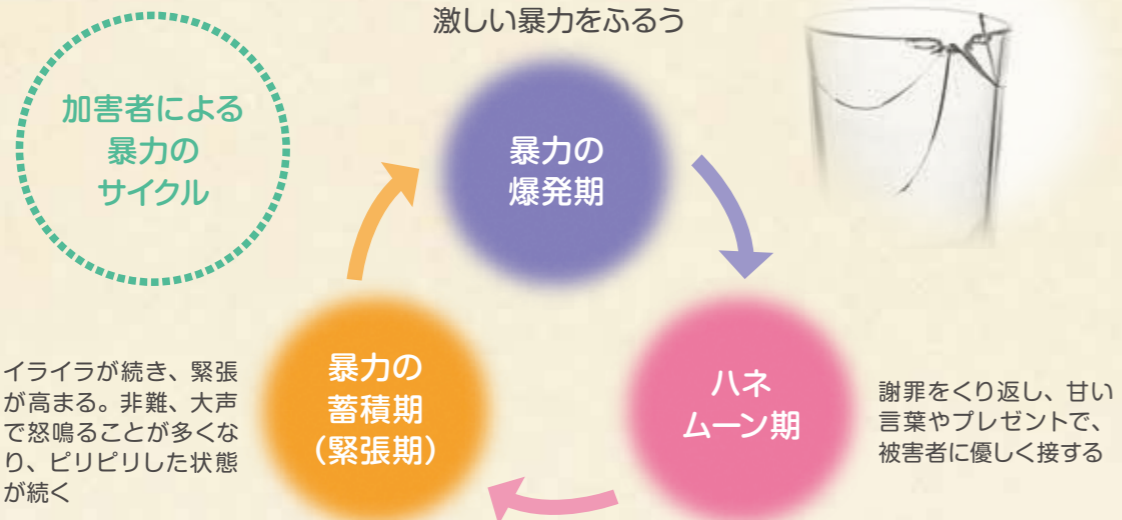 激しい暴力をふるう
加害者による
暴力の
サイクル
暴力の
爆発期
イライラが続き、緊張
が高まる。非難、大声
で怒鳴ることが多くな
り、ピリピリした状態
が続く
暴力の
蓄積期
（緊張期）
ハネ
ムーン期
謝罪をくり返し、甘い
言葉やプレゼントで、
被害者に優しく接する